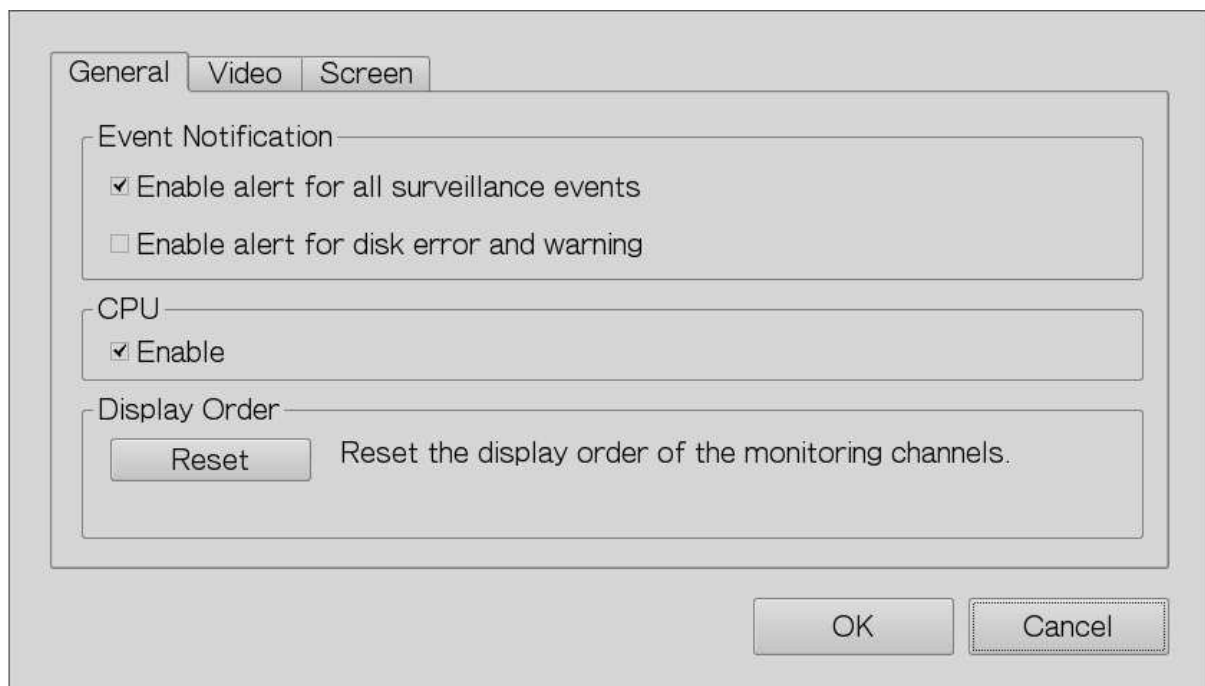 General Video Screen
Event Notification
Enable alert for all surveillance events
Enable alert for disk error and warning
CPU
Enable
Display Order
Reset Reset the display order of the monitoring channels.
OK Cancel